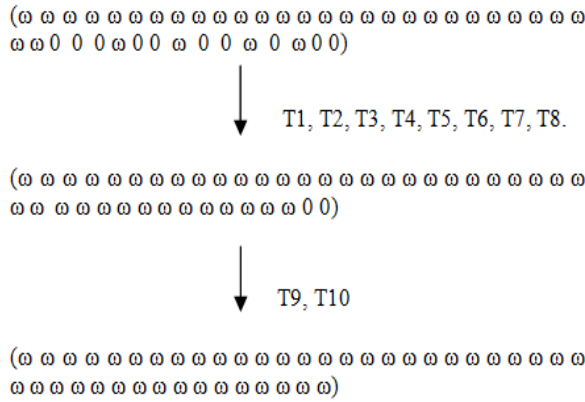 (ω ω ω ω ω ω ω ω ω ω ω ω ω ω ω ω ω ω ω ω ω ω ω ω
ω ω 0 0 0 ω 0 0 ω 0 0 ω 0 ω 0 0)
T1, T2, T3, T4, T5, T6, T7, T8.
(ω ω ω ω ω ω ω ω ω ω ω ω ω ω ω ω ω ω ω ω ω ω ω ω
ω ω ω ω ω ω ω ω ω ω ω ω ω ω 0 0)
T9, T10
(ω ω ω ω ω ω ω ω ω ω ω ω ω ω ω ω ω ω ω ω ω ω ω ω
ω ω ω ω ω ω ω ω ω ω ω ω ω ω ω ω)